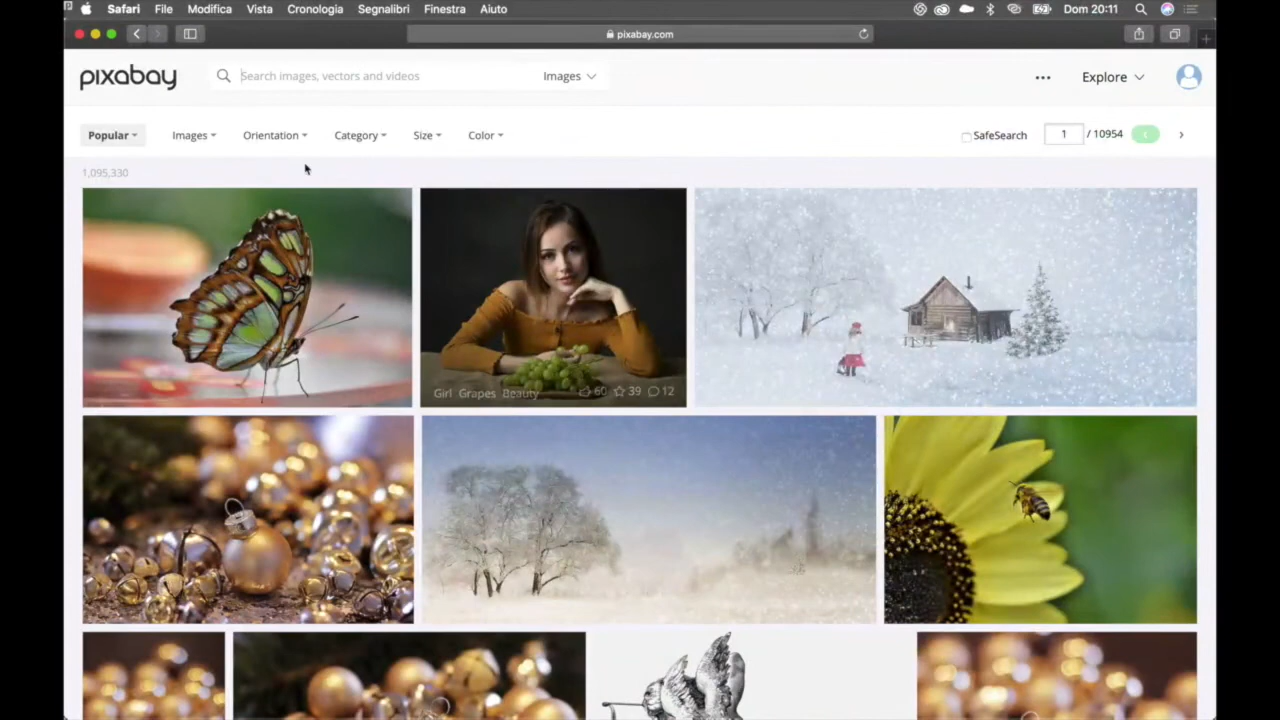 Safari File Modifica Vista Cronologia Segnalibri Finestra Aiuto Dom 20:11
pixabay.com
pixabay Search images, vectors and videos Images Explore
Popular Images Orientation Category Size Color SafeSearch 1 / 10954
1,095,330
Girl Grapes Beauty 60 39 12